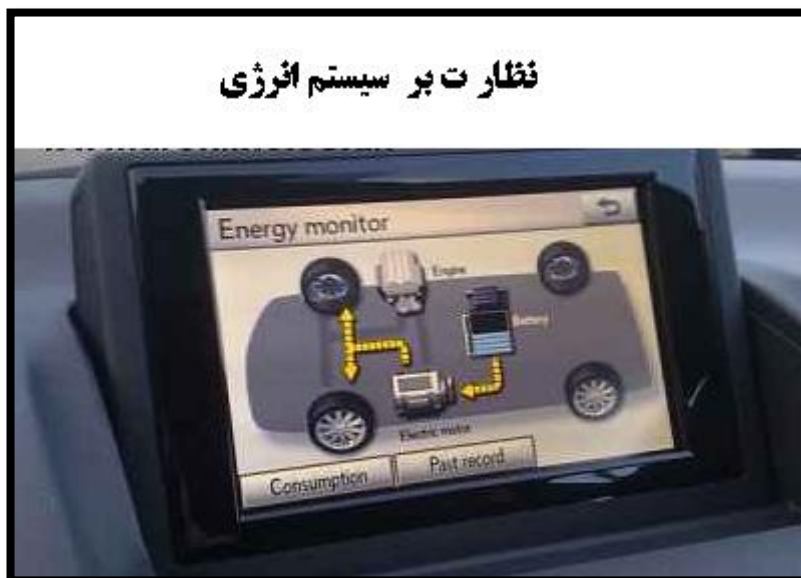 نظارت بر سیستم انرژی
Energy monitor
Engine
Battery
Electric motor
Consumption
Past record